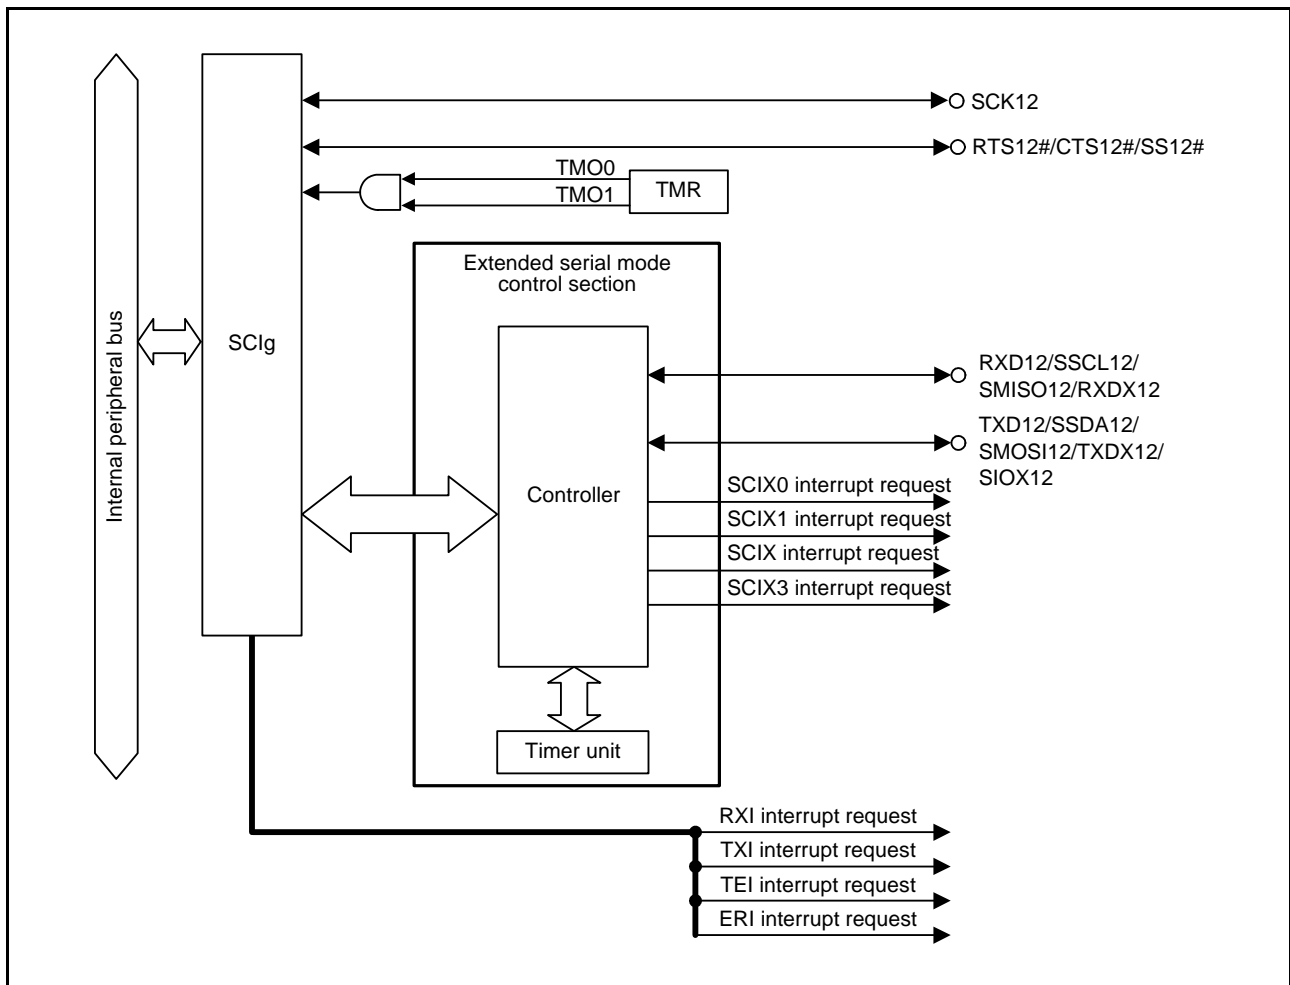 SCK12
RTS12#/CTS12#/SS12#
TMO0
TMO1
TMR
Extended serial mode
control section
Internal peripheral bus
SCIg
RXD12/SSCL12/
SMISO12/RXDX12
TXD12/SSDA12/
SMOSI12/TXDX12/
SIOX12
Controller
SCIX0 interrupt request
SCIX1 interrupt request
SCIX interrupt request
SCIX3 interrupt request
Timer unit
RXI interrupt request
TXI interrupt request
TEI interrupt request
ERI interrupt request